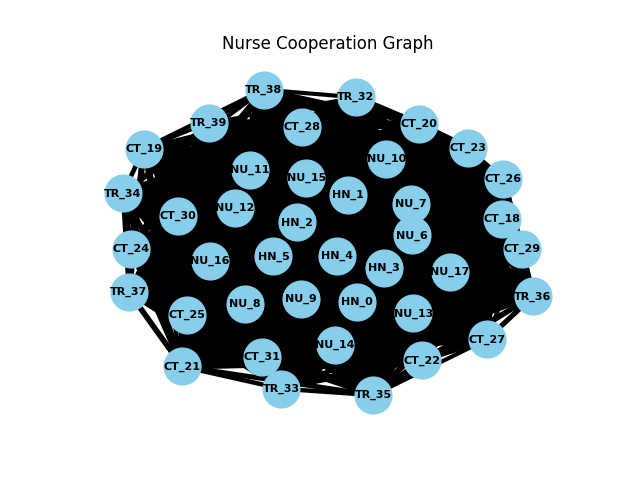 Nurse Cooperation Graph
TR_38
TR_32
TR_39
CT_28
CT_20
CT_19
CT_23
NU_10
NU_11
NU_15
CT_26
TR_34
HN_1
NU_7
NU_12
CT_30
CT_18
HN_2
NU_6
CT_24
CT_29
HN_5
HN_4
NU_16
HN_3
NU_17
TR_37
TR_36
NU_9
HN_0
NU_8
NU_13
CT_25
CT_27
NU_14
CT_31
CT_22
CT_21
TR_33
TR_35